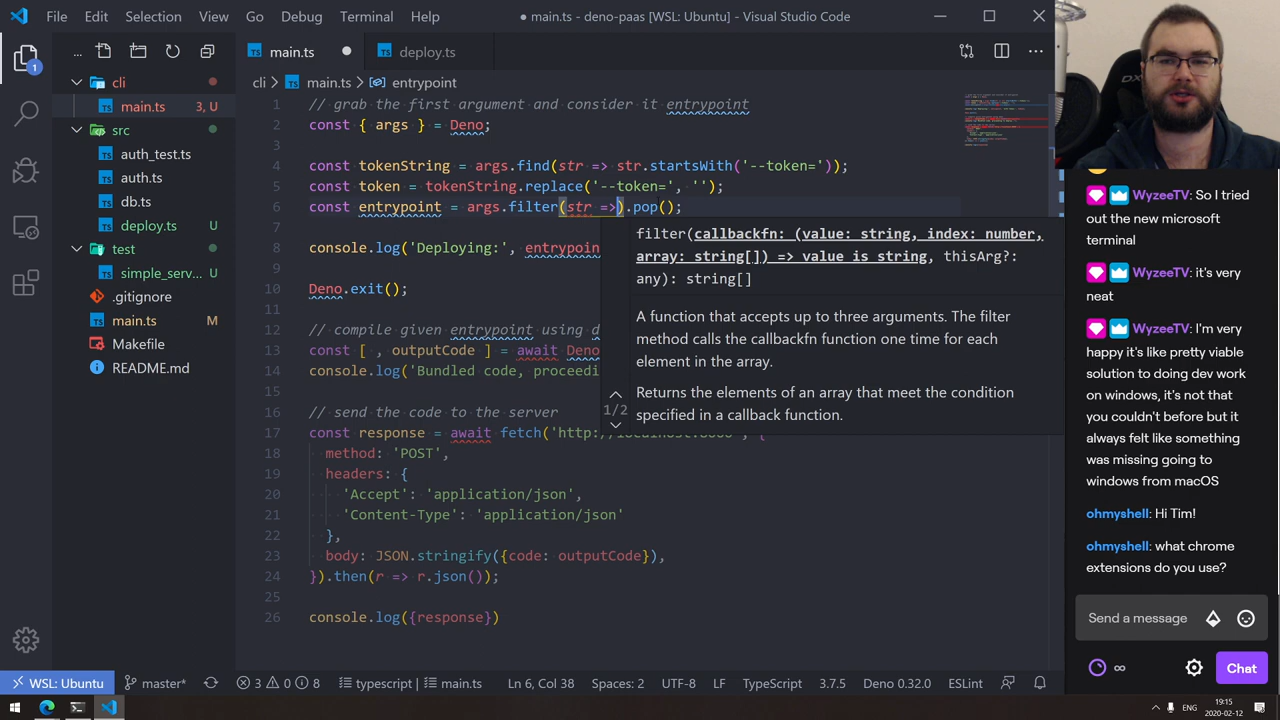 File Edit Selection View Go Debug Terminal Help
● main.ts - deno-paas [WSL: Ubuntu] - Visual Studio Code
main.ts
deploy.ts
cli > main.ts > entrypoint
cli
main.ts 3, U
src
auth_test.ts
auth.ts
db.ts
deploy.ts U
test
simple_serv... U
.gitignore
main.ts M
Makefile
README.md
1 // grab the first argument and consider it entrypoint
2 const { args } = Deno;
3
4 const tokenString = args.find(str => str.startsWith('--token='));
5 const token = tokenString.replace('--token=', '');
6 const entrypoint = args.filter(str =>).pop();
7
8 console.log('Deploying:', entrypoin
9
10 Deno.exit();
11
12 // compile given entrypoint using d
13 const [ , outputCode ] = await Deno
14 console.log('Bundled code, proceedi
15
16 // send the code to the server
17 const response = await fetch('http://localhost:8000', {
18 method: 'POST',
19 headers: {
20 'Accept': 'application/json',
21 'Content-Type': 'application/json'
22 },
23 body: JSON.stringify({code: outputCode}),
24 }).then(r => r.json());
25
26 console.log({response})
filter(callbackfn: (value: string, index: number,
array: string[]) => value is string, thisArg?:
any): string[]
A function that accepts up to three arguments. The filter
method calls the callbackfn function one time for each
element in the array.
Returns the elements of an array that meet the condition
specified in a callback function.
1/2
WSL: Ubuntu master* 3 0 8 typescript main.ts Ln 6, Col 38 Spaces: 2 UTF-8 LF TypeScript 3.7.5 Deno 0.32.0 ESLint
WyzeeTV: So I tried
out the new microsoft
terminal
WyzeeTV: it's very
neat
WyzeeTV: I'm very
happy it's like pretty viable
solution to doing dev work
on windows, it's not that
you couldn't before but it
always felt like something
was missing going to
windows from macOS
ohmyshell: Hi Tim!
ohmyshell: what chrome
extensions do you use?
Send a message
∞
Chat
ENG
19:15
2020-02-12